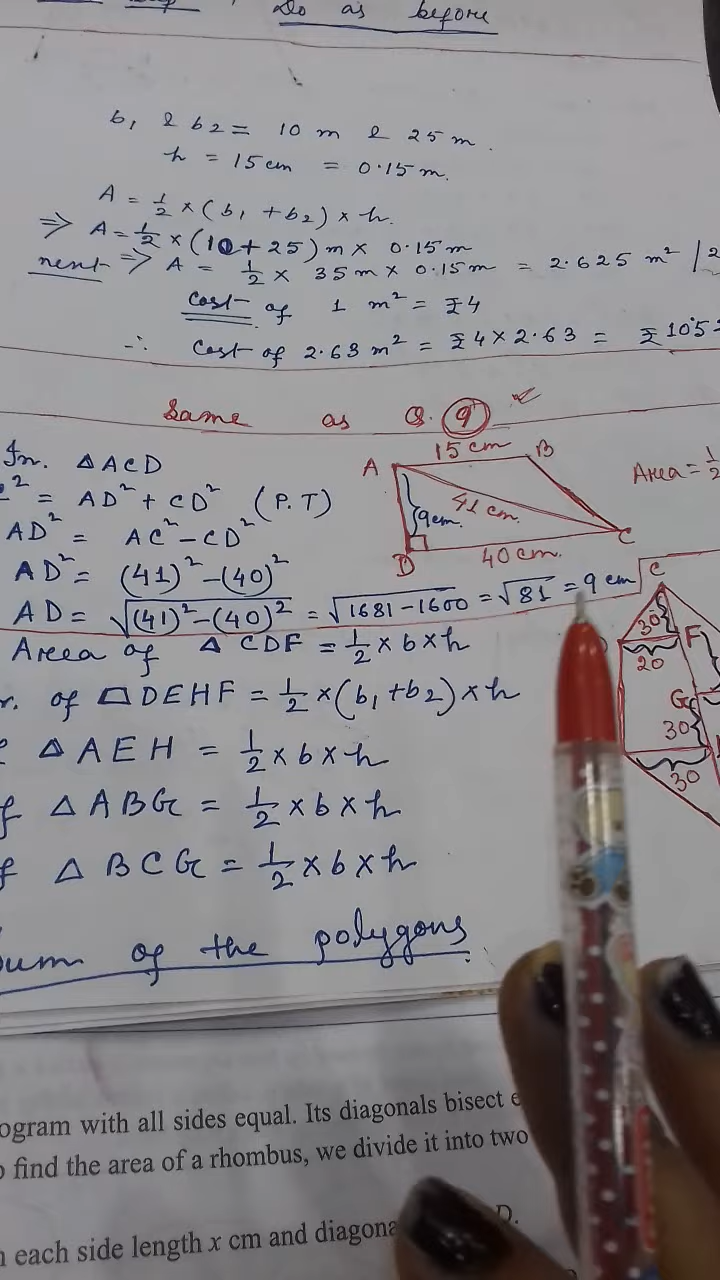 Do as before
b1 & b2 = 10 m & 25 m.
h = 15 cm = 0.15 m.
A = 1/2 × (b1 + b2) × h.
⇒ A = 1/2 × (10 + 25) m × 0.15 m
next ⇒ A = 1/2 × 35 m × 0.15 m = 2.625 m² / 2
Cost of 1 m² = ₹4
∴ Cost of 2.63 m² = ₹4 × 2.63 = ₹10.52
Same as Q. 9
In. △ACD
² = AD² + CD² (P.T)
AD² = AC² − CD²
AD² = (41)² − (40)²
AD = √(41)² − (40)² = √1681 − 1600 = √81 = 9 cm
A 15 cm B
9 cm. 41 cm.
D 40 cm. C
Area = 1/2
Area of △ CDF = 1/2 × b × h
r. of ▱DEHF = 1/2 × (b1 + b2) × h
△ AEH = 1/2 × b × h
f △ ABG = 1/2 × b × h
f △ BCG = 1/2 × b × h
C
30 F
20
G
30
30
sum of the polygons.
ogram with all sides equal. Its diagonals bisect e
o find the area of a rhombus, we divide it into two
h each side length x cm and diagona D.